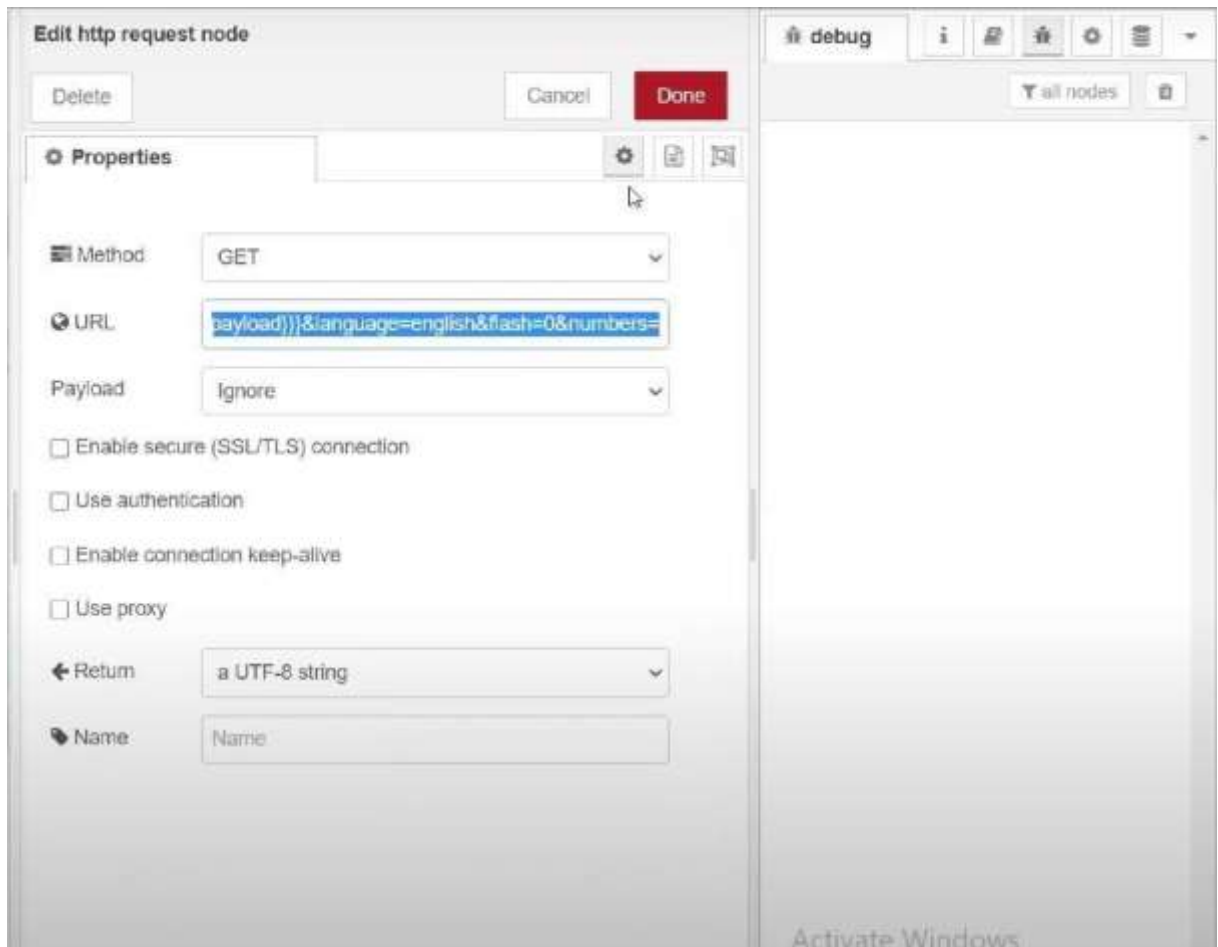 Edit http request node
debug
Delete
Cancel
Done
all nodes
Properties
Method
GET
URL
payload}}}&language=english&flash=0&numbers=
Payload
Ignore
Enable secure (SSL/TLS) connection
Use authentication
Enable connection keep-alive
Use proxy
Return
a UTF-8 string
Name
Name
Activate Windows